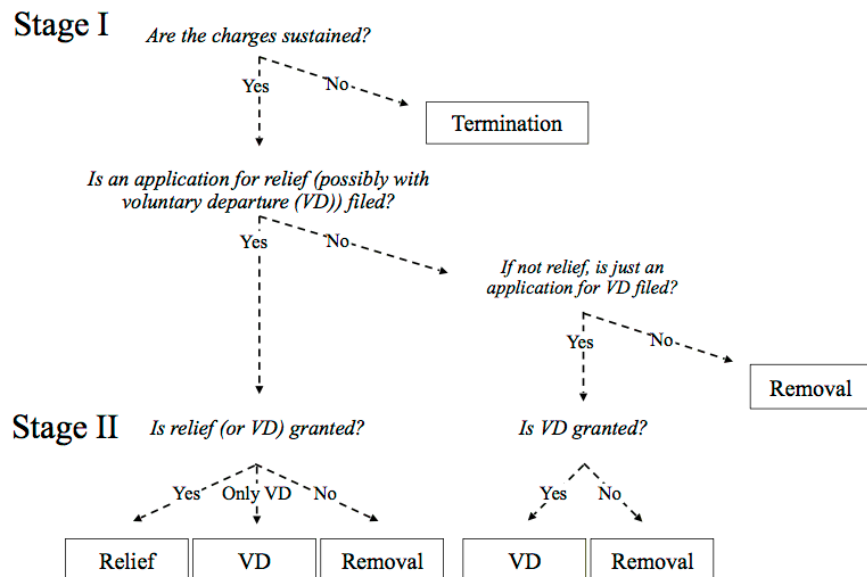 Stage I
Are the charges sustained?
Yes
No
Termination
Is an application for relief (possibly with
voluntary departure (VD)) filed?
Yes
No
If not relief, is just an
application for VD filed?
Yes
No
Removal
Stage II
Is relief (or VD) granted?
Is VD granted?
Yes
Only VD
No
Yes
No
Relief
VD
Removal
VD
Removal